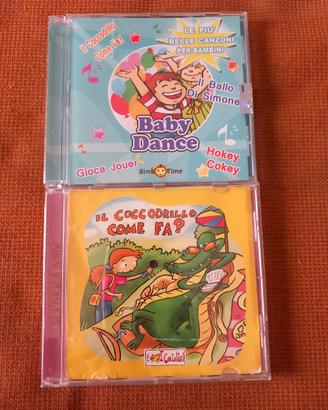 Il Coccodrillo
Come Fa?
LE PIÙ
BELLE CANZONI
PER BAMBINI
Il Ballo
Di Simone
Baby
Dance
Hokey
Cokey
Gioca Jouer
Bimbo Time
IL COCCODRILLO
COME FA?